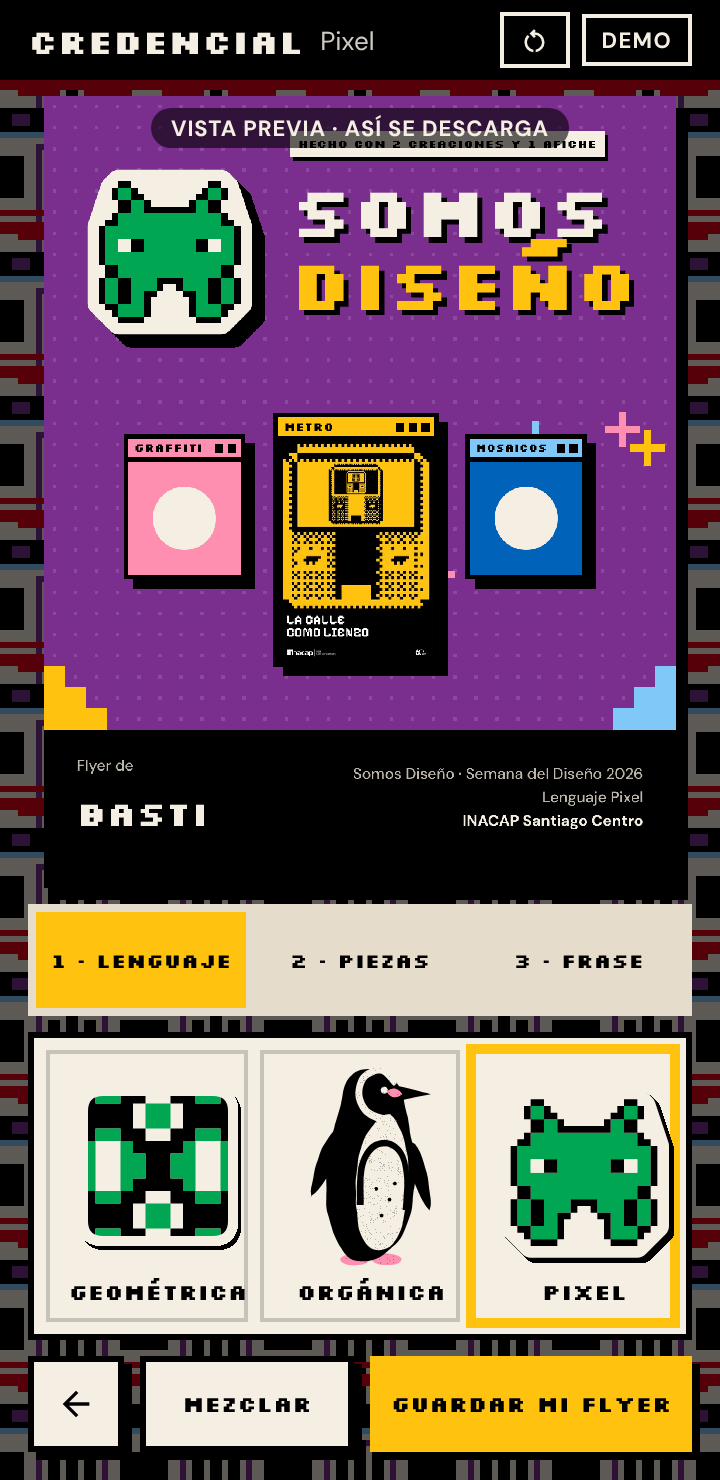 CREDENCIAL Pixel
DEMO
VISTA PREVIA · ASÍ SE DESCARGA
HECHO CON 2 CREACIONES Y 1 AFICHE
SOMOS
DISEÑO
GRAFFITI
METRO
MOSAICOS
LA CALLE
COMO LIENZO
inacap
Flyer de
BASTI
Somos Diseño · Semana del Diseño 2026
Lenguaje Pixel
INACAP Santiago Centro
1 · LENGUAJE
2 · PIEZAS
3 · FRASE
GEOMÉTRICA
ORGÁNICA
PIXEL
MEZCLAR
GUARDAR MI FLYER